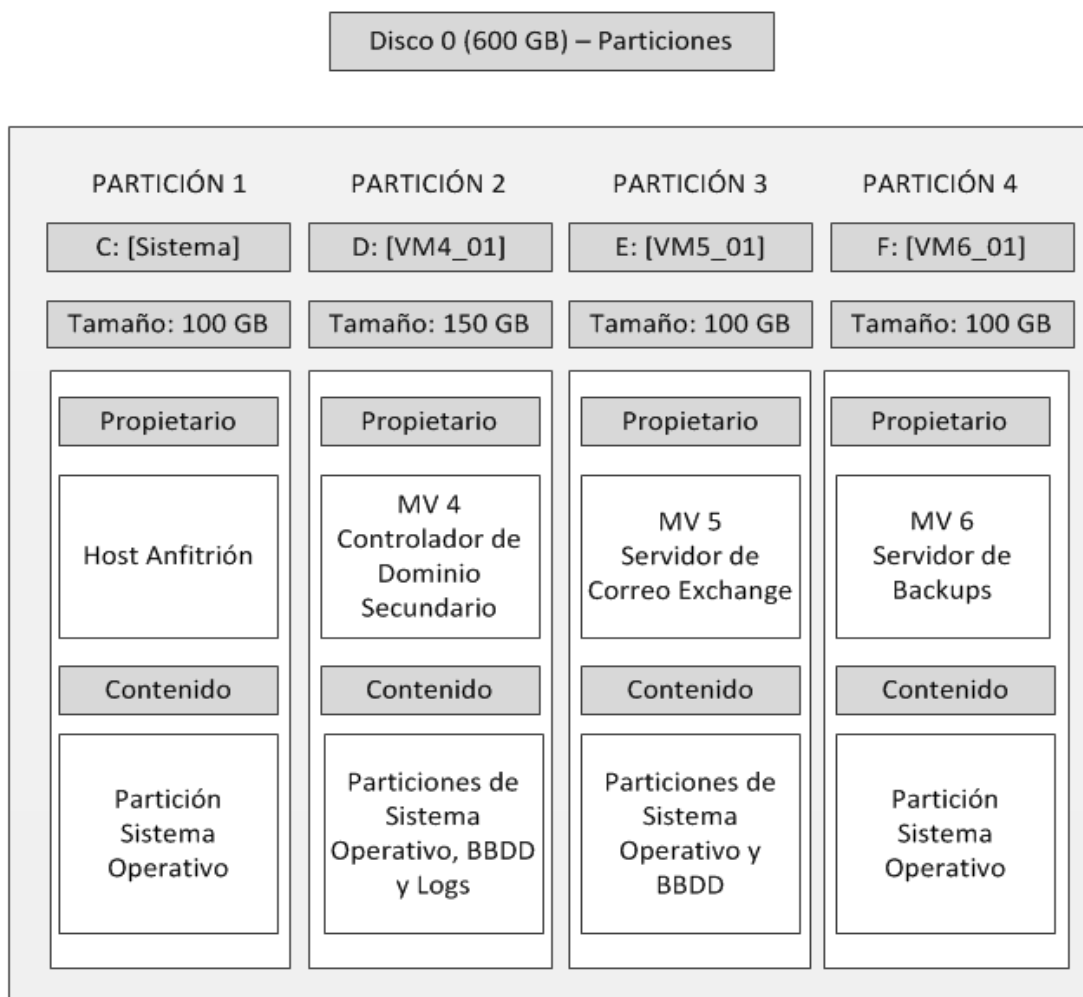 Disco 0 (600 GB) – Particiones
PARTICIÓN 1
C: [Sistema]
Tamaño: 100 GB
Propietario
Host Anfitrión
Contenido
Partición
Sistema
Operativo
PARTICIÓN 2
D: [VM4_01]
Tamaño: 150 GB
Propietario
MV 4
Controlador de
Dominio
Secundario
Contenido
Particiones de
Sistema
Operativo, BBDD
y Logs
PARTICIÓN 3
E: [VM5_01]
Tamaño: 100 GB
Propietario
MV 5
Servidor de
Correo Exchange
Contenido
Particiones de
Sistema
Operativo y
BBDD
PARTICIÓN 4
F: [VM6_01]
Tamaño: 100 GB
Propietario
MV 6
Servidor de
Backups
Contenido
Partición
Sistema
Operativo